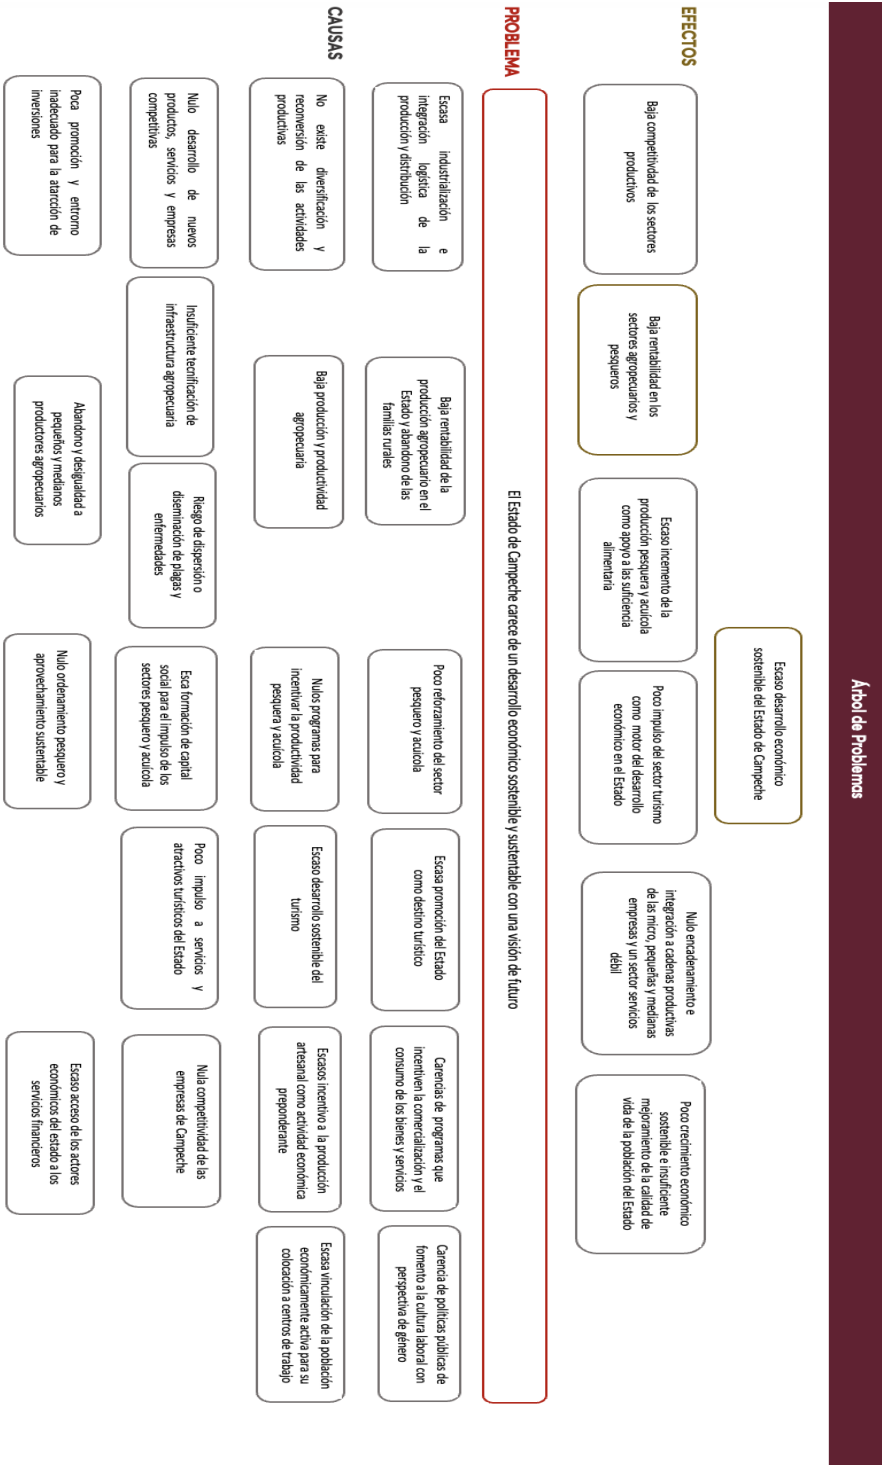 Árbol de Problemas
Escaso desarrollo económico
sostenible del Estado de Campeche
EFECTOS
Baja competitivdad de los sectores
productivos
Baja rentabilidad en los
sectores agropecuarios y
pesqueros
Escaso incemento de la
producción pesquera y acuícola
como apoyo a las suficiencia
alimentaria
Poco impulso del sector turismo
como motor del desarrollo
económico en el Estado
Nulo encadenamiento e
integración a cadenas productivas
de las micro, pequeñas y medianas
empresas y un sector servicios
débil
Poco crecimiento económico
sostenible e insuficiente
mejoramiento de la calidad de
vida de la población del Estado
PROBLEMA
El Estado de Campeche carece de un desarrollo económico sostenible y sustentable con una visión de futuro
Escasa industrialización e
integración logística de la
producción y distribución
Baja rentabilidad de la
producción agropecuario en el
Estado y abandono de las
familias rurales
Poco reforzamiento del sector
pesquero y acuicola
Escasa promoción del Estado
como destino turístico
Carencias de programas que
incentiven la comercialización y el
consumo de los bienes y servicios
Carencia de políticas públicas de
fomento a la cultura laboral con
perspectiva de género
CAUSAS
No existe diversificación y
reconversión de las actividades
productivas
Baja producción y productividad
agropecuaria
Nulos programas para
incentivar la productividad
pesquera y acuícola
Escaso desarrollo sostenible del
turismo
Escasos incentivo a la producción
artesanal como actividad económica
preponderante
Escasa vinculación de la población
económicamente activa para su
colocación a centros de trabajo
Nulo desarrollo de nuevos
productos, servicios y empresas
competitivas
Insuficiente tecnificación de
infraestructura agropecuaria
Riesgo de dispersión o
diseminación de plagas y
enfermedades
Esca formación de capital
social para el impulso de los
sectores pesquero y acuícola
Poco impulso a servicios y
atractivos turísticos del Estado
Nula competitividad de las
empresas de Campeche
Poca promoción y entorno
inadecuado para la atarcción de
inversiones
Abandono y desigualdad a
pequeños y medianos
productores agropecuarios
Nulo ordenamiento pesquero y
aprovechamiento sustentable
Escaso acceso de los actores
económicos del estado a los
servicios financieros